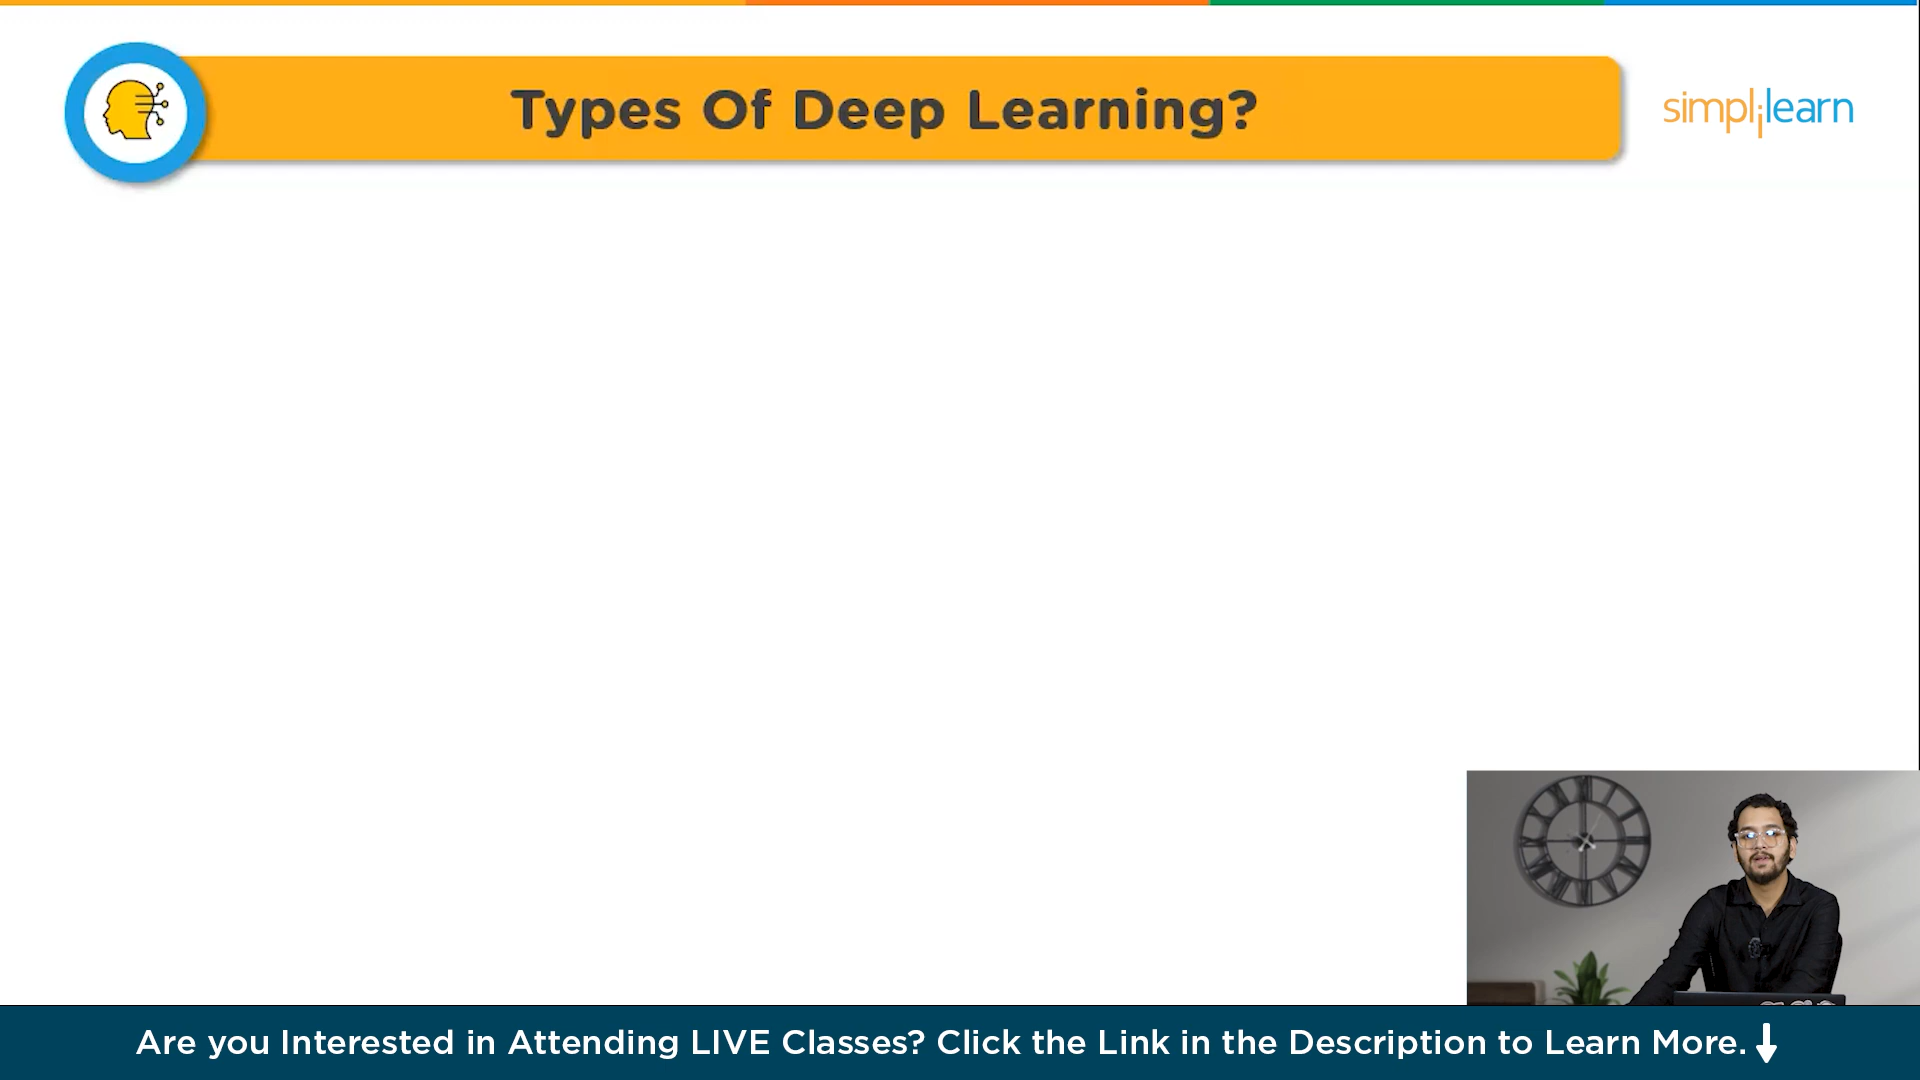 Types Of Deep Learning?
simplilearn
Are you Interested in Attending LIVE Classes? Click the Link in the Description to Learn More.